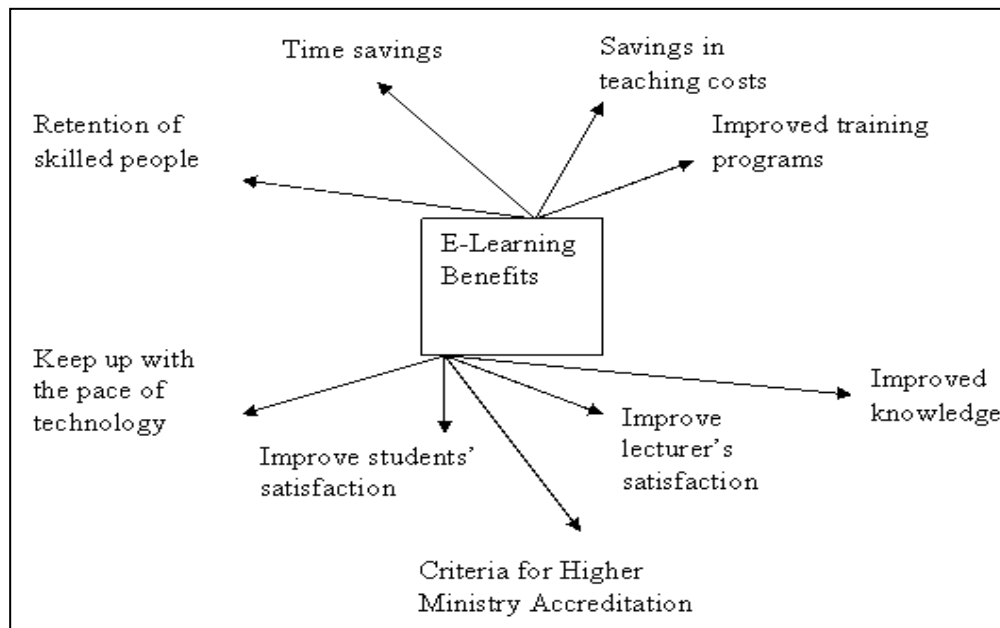 Time savings
Savings in
teaching costs
Retention of
skilled people
Improved training
programs
E-Learning
Benefits
Keep up with
the pace of
technology
Improve students’
satisfaction
Improve
lecturer’s
satisfaction
Improved
knowledge
Criteria for Higher
Ministry Accreditation